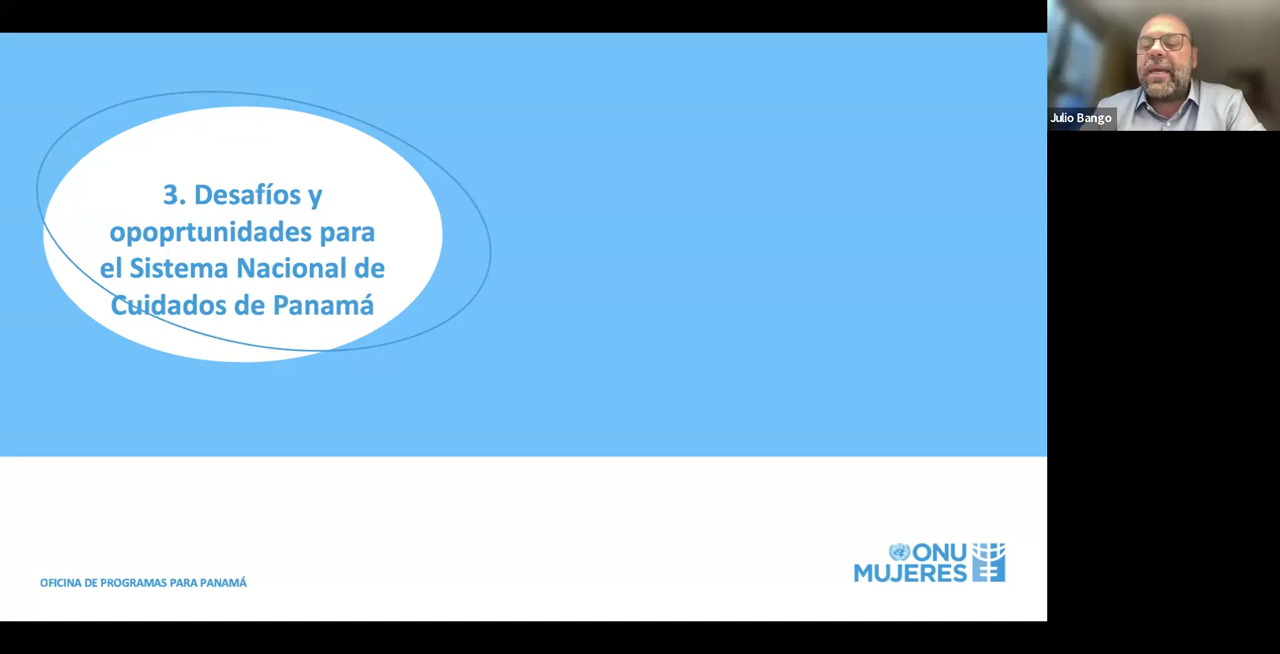 3. Desafíos y
opoprtunidades para
el Sistema Nacional de
Cuidados de Panamá
OFICINA DE PROGRAMAS PARA PANAMÁ
ONU
MUJERES
Julio Bango